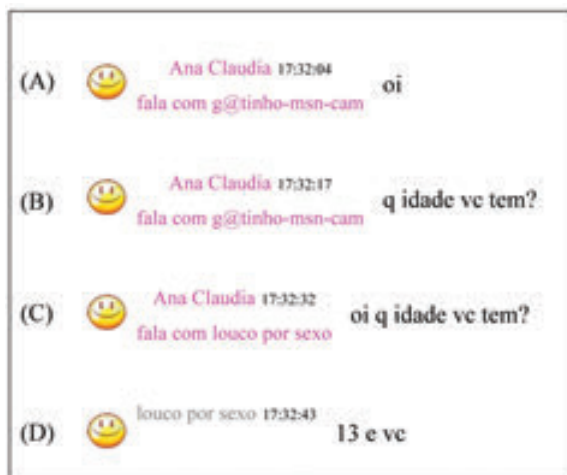 (A) Ana Claudia 17:32:04
fala com g@tinho-msn-cam oi
(B) Ana Claudia 17:32:17
fala com g@tinho-msn-cam q idade vc tem?
(C) Ana Claudia 17:32:32
fala com louco por sexo oi q idade vc tem?
(D) louco por sexo 17:32:43
13 e vc